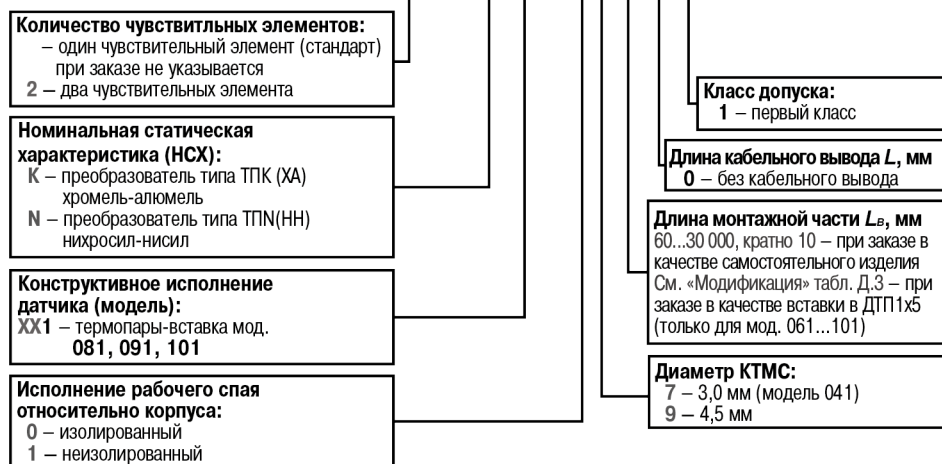 Количество чувствитльных элементов:
– один чувствительный элемент (стандарт)
при заказе не указывается
2 – два чувствительных элемента
Номинальная статическая
характеристика (НСХ):
K – преобразователь типа ТПК (ХА)
хромель-алюмель
N – преобразователь типа ТПN(НН)
нихросил-нисил
Конструктивное исполнение
датчика (модель):
XX1 – термопары-вставка мод.
081, 091, 101
Исполнение рабочего спая
относительно корпуса:
0 – изолированный
1 – неизолированный
Класс допуска:
1 – первый класс
Длина кабельного вывода L, мм
0 – без кабельного вывода
Длина монтажной части Lв, мм
60...30 000, кратно 10 – при заказе в
качестве самостоятельного изделия
См. «Модификация» табл. Д.3 – при
заказе в качестве вставки в ДТП1х5
(только для мод. 061...101)
Диаметр КТМС:
7 – 3,0 мм (модель 041)
9 – 4,5 мм